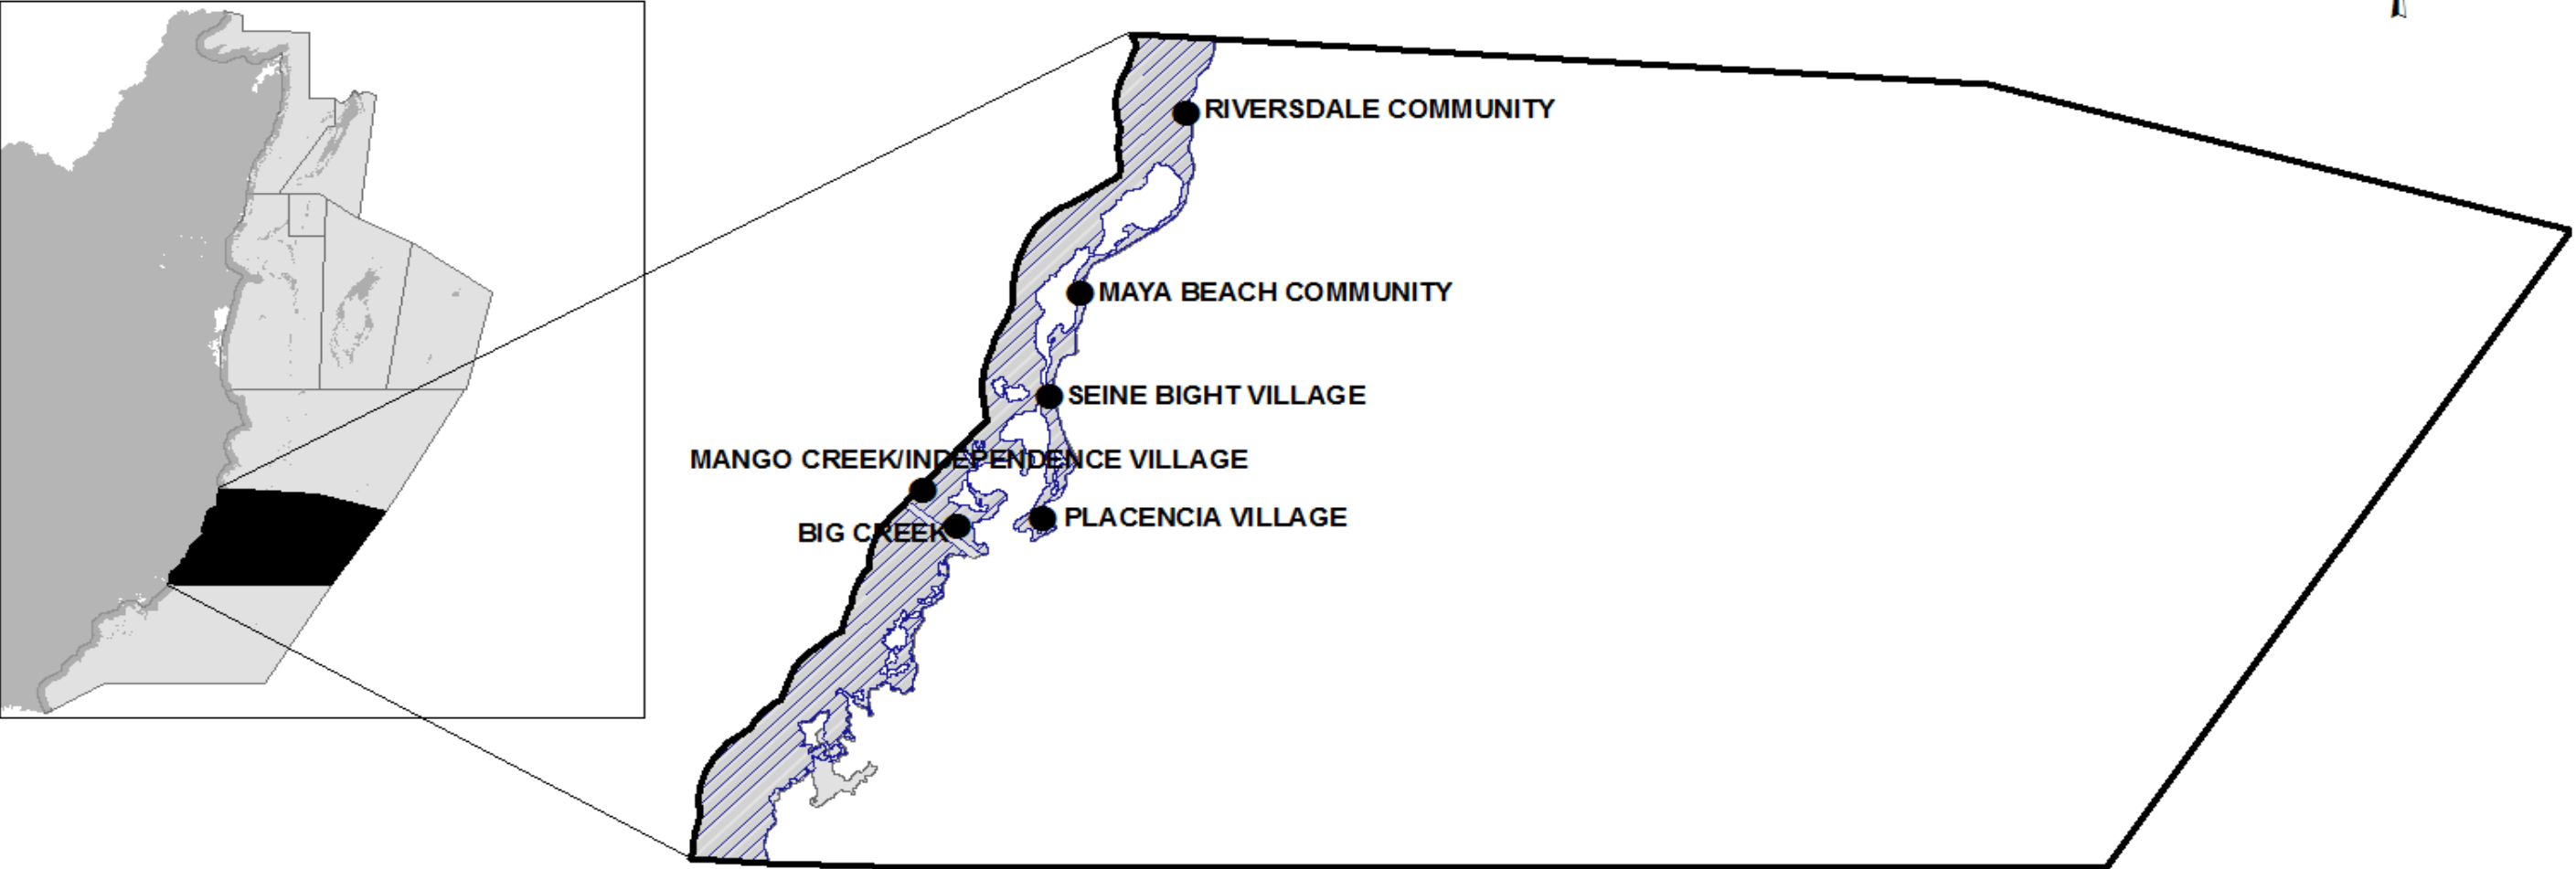 RIVERSDALE COMMUNITY
MAYA BEACH COMMUNITY
SEINE BIGHT VILLAGE
MANGO CREEK/INDEPENDENCE VILLAGE
PLACENCIA VILLAGE
BIG CREEK